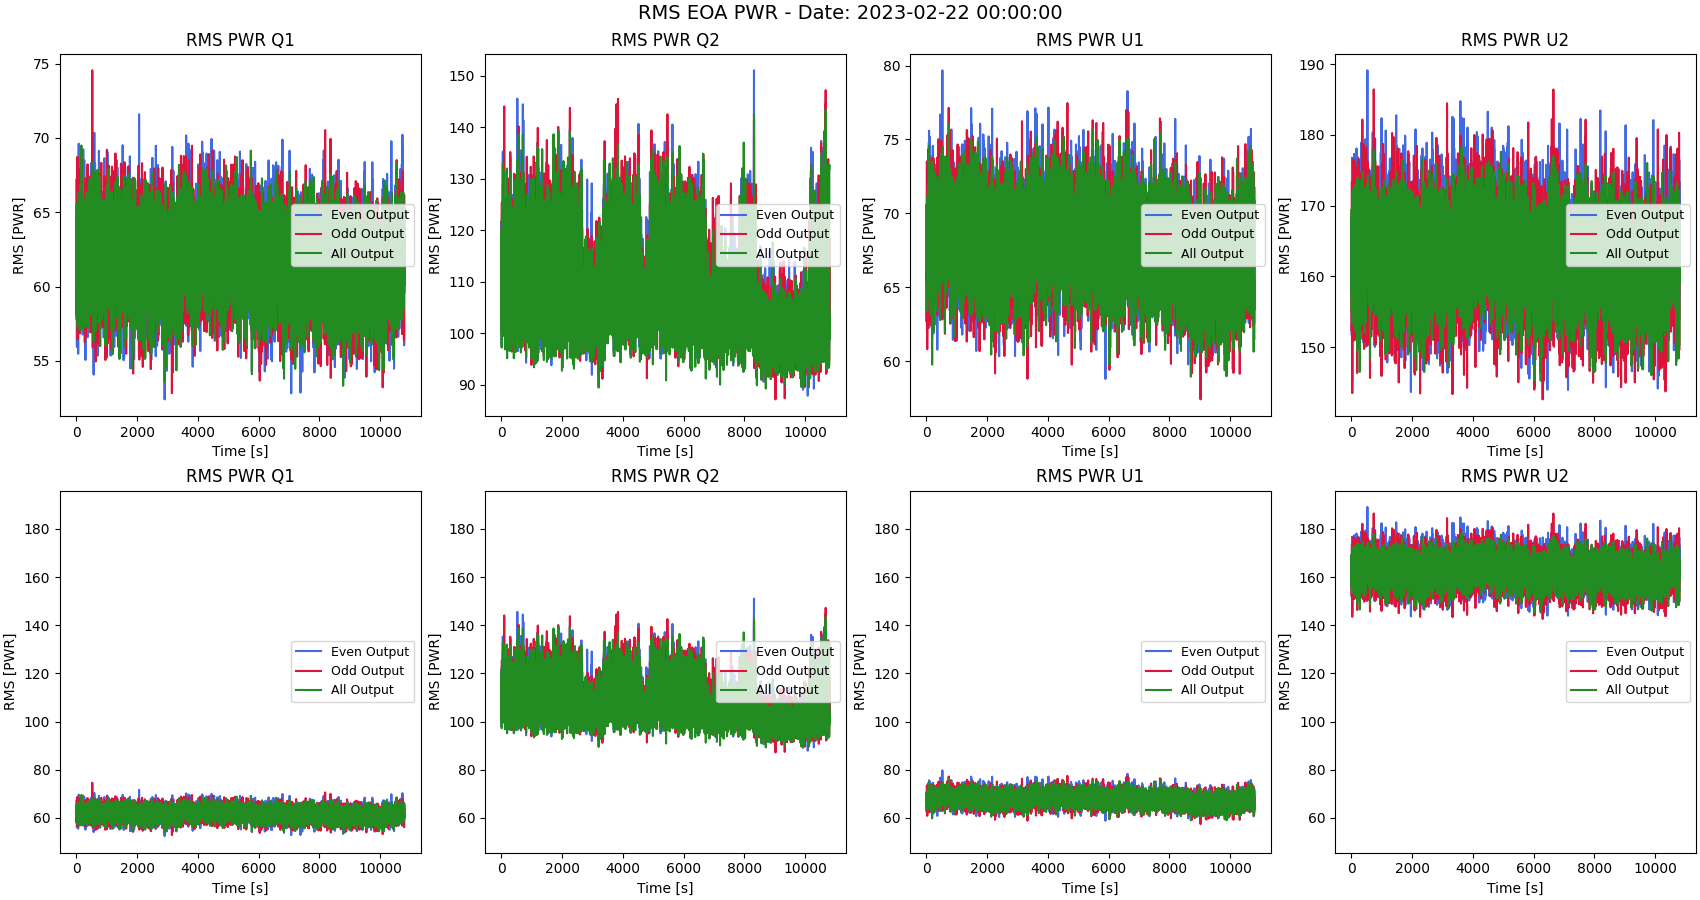 RMS EOA PWR - Date: 2023-02-22 00:00:00
RMS PWR Q1
RMS [PWR]
75
70
65
60
55
0 2000 4000 6000 8000 10000
Time [s]
Even Output
Odd Output
All Output
RMS PWR Q2
RMS [PWR]
150
140
130
120
110
100
90
0 2000 4000 6000 8000 10000
Time [s]
Even Output
Odd Output
All Output
RMS PWR U1
RMS [PWR]
80
75
70
65
60
0 2000 4000 6000 8000 10000
Time [s]
Even Output
Odd Output
All Output
RMS PWR U2
RMS [PWR]
190
180
170
160
150
0 2000 4000 6000 8000 10000
Time [s]
Even Output
Odd Output
All Output
RMS PWR Q1
RMS [PWR]
180
160
140
120
100
80
60
0 2000 4000 6000 8000 10000
Time [s]
Even Output
Odd Output
All Output
RMS PWR Q2
RMS [PWR]
180
160
140
120
100
80
60
0 2000 4000 6000 8000 10000
Time [s]
Even Output
Odd Output
All Output
RMS PWR U1
RMS [PWR]
180
160
140
120
100
80
60
0 2000 4000 6000 8000 10000
Time [s]
Even Output
Odd Output
All Output
RMS PWR U2
RMS [PWR]
180
160
140
120
100
80
60
0 2000 4000 6000 8000 10000
Time [s]
Even Output
Odd Output
All Output